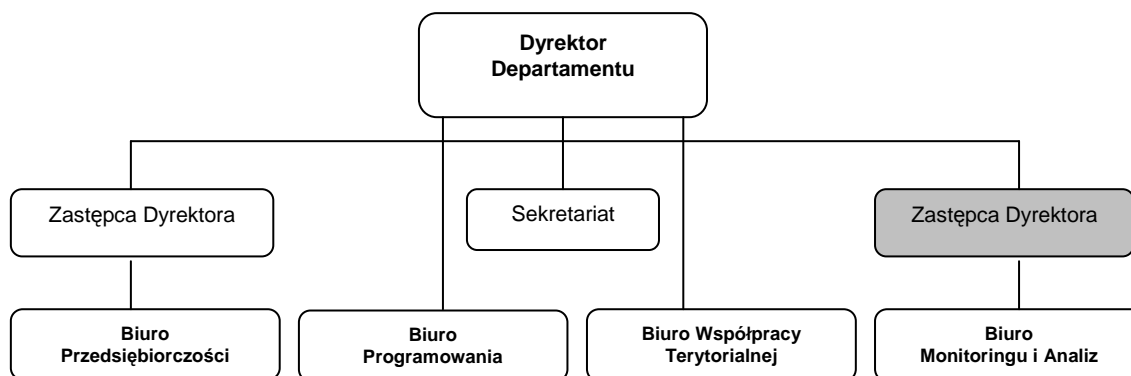 Dyrektor
Departamentu
Zastępca Dyrektora
Sekretariat
Zastępca Dyrektora
Biuro
Przedsiębiorczości
Biuro
Programowania
Biuro Współpracy
Terytorialnej
Biuro
Monitoringu i Analiz